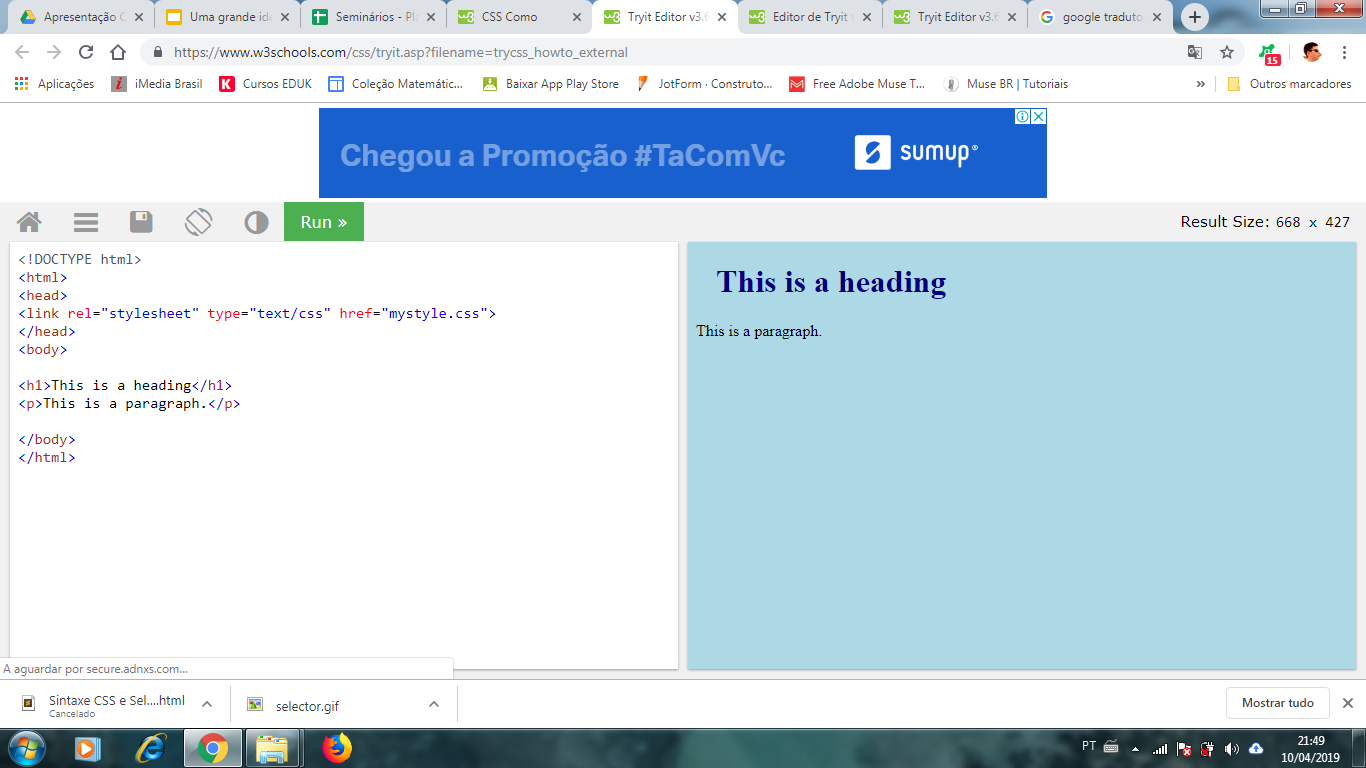 Apresentação C
Uma grande id
Seminários - Pl
CSS Como
Tryit Editor v3.6
Editor de Tryit v
Tryit Editor v3.6
google traduto
https://www.w3schools.com/css/tryit.asp?filename=trycss_howto_external
15
Aplicações
iMedia Brasil
Cursos EDUK
Coleção Matemátic...
Baixar App Play Store
JotForm · Construto...
Free Adobe Muse T...
Muse BR | Tutoriais
»
Outros marcadores
Chegou a Promoção #TaComVc
sumup®
Run »
Result Size: 668 x 427
<!DOCTYPE html>
<html>
<head>
<link rel="stylesheet" type="text/css" href="mystyle.css">
</head>
<body>
<h1>This is a heading</h1>
<p>This is a paragraph.</p>
</body>
</html>
This is a heading
This is a paragraph.
A aguardar por secure.adnxs.com...
Sintaxe CSS e Sel....html
Cancelado
selector.gif
Mostrar tudo
PT
21:49
10/04/2019